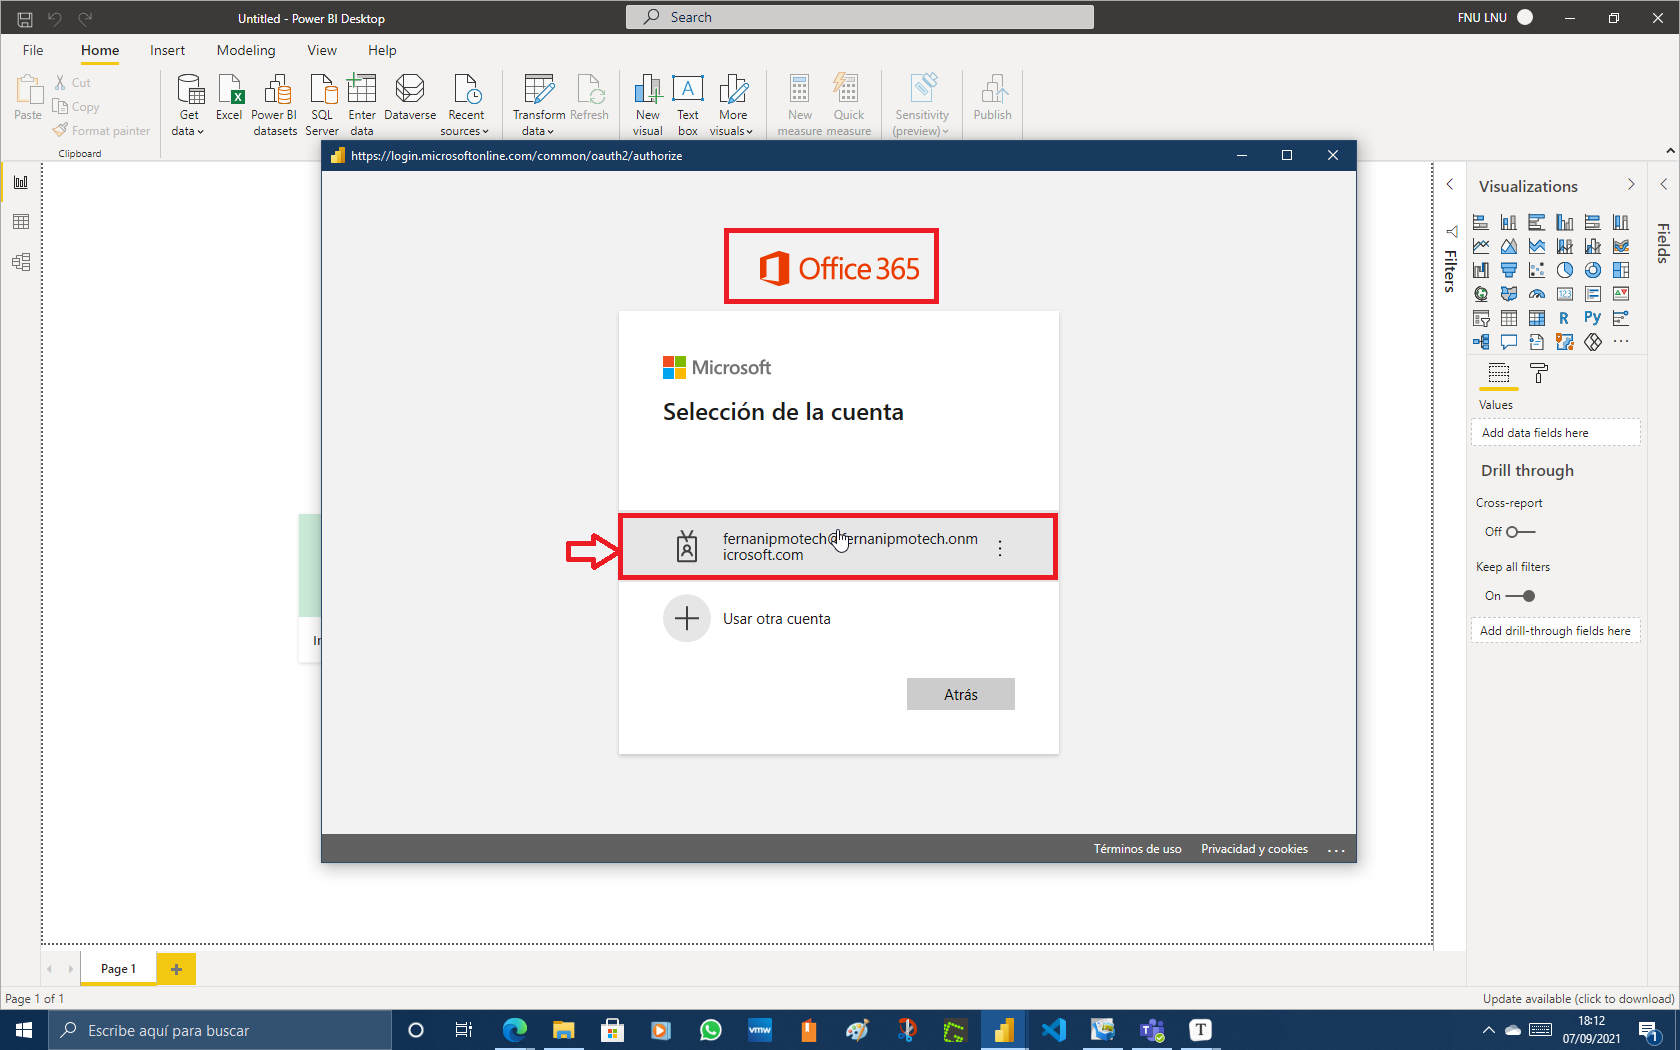 Untitled - Power BI Desktop
Search
FNU LNU
File
Home
Insert
Modeling
View
Help
Paste
Cut
Copy
Format painter
Clipboard
Get
data
Excel
Power BI
datasets
SQL
Server
Enter
data
Dataverse
Recent
sources
Transform
data
Refresh
New
visual
Text
box
More
visuals
New
measure
Quick
measure
Sensitivity
(preview)
Publish
https://login.microsoftonline.com/common/oauth2/authorize
Office 365
Microsoft
Selección de la cuenta
fernanipmotech@fernanipmotech.onm
icrosoft.com
Usar otra cuenta
Atrás
Términos de uso
Privacidad y cookies
Filters
Visualizations
Fields
123
R
Py
Values
Add data fields here
Drill through
Cross-report
Off
Keep all filters
On
Add drill-through fields here
Page 1
Page 1 of 1
Update available (click to download)
Escribe aquí para buscar
vmw
T
18:12
07/09/2021
1